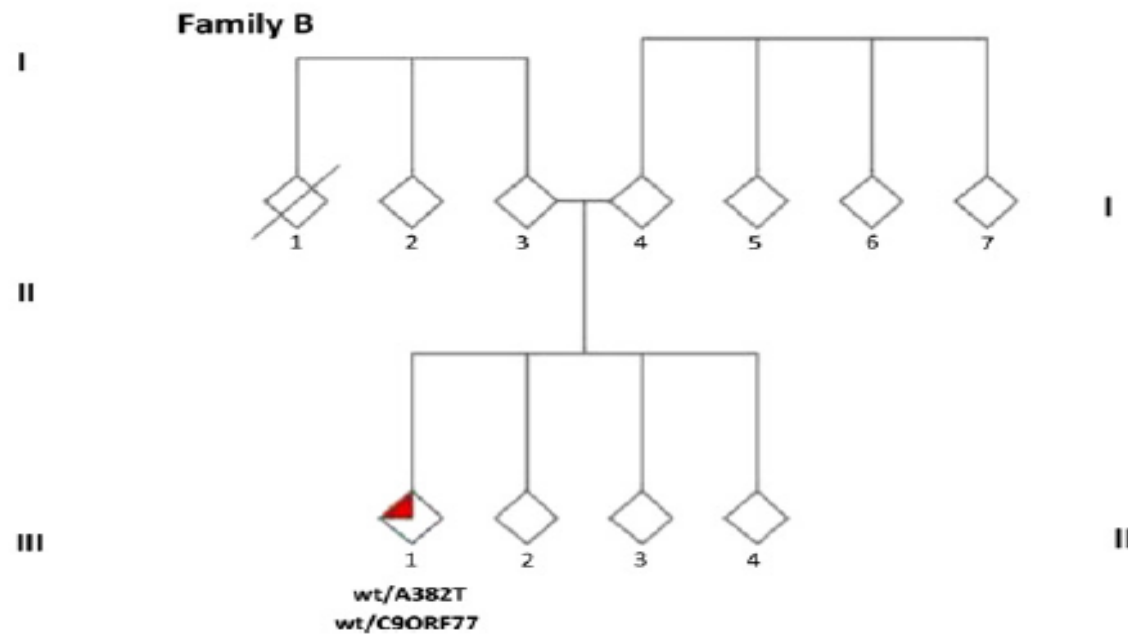 Family B
I
1 2 3 4 5 6 7
I
II
1 2 3 4
III
II
wt/A382T
wt/C9ORF77